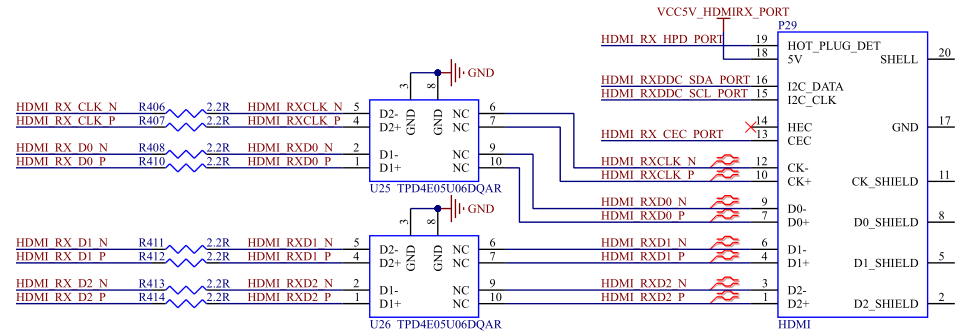 VCC5V_HDMIRX_PORT
P29
HDMI_RX_HPD_PORT 19 HOT_PLUG_DET
18 5V SHELL 20
3 8 GND
HDMI_RXDDC_SDA_PORT 16 I2C_DATA
HDMI_RXDDC_SCL_PORT 15 I2C_CLK
HDMI_RX_CLK_N R406 2.2R HDMI_RXCLK_N 5 D2- GND GND NC 6
HDMI_RX_CLK_P R407 2.2R HDMI_RXCLK_P 4 D2+ NC 7
14 HEC GND 17
HDMI_RX_CEC_PORT 13 CEC
HDMI_RX_D0_N R408 2.2R HDMI_RXD0_N 2 D1- NC 9
HDMI_RX_D0_P R410 2.2R HDMI_RXD0_P 1 D1+ NC 10
HDMI_RXCLK_N 12 CK-
HDMI_RXCLK_P 10 CK+ CK_SHIELD 11
U25 TPD4E05U06DQAR
HDMI_RXD0_N 9 D0-
HDMI_RXD0_P 7 D0+ D0_SHIELD 8
3 8 GND
HDMI_RX_D1_N R411 2.2R HDMI_RXD1_N 5 D2- GND GND NC 6 HDMI_RXD1_N 6 D1-
HDMI_RX_D1_P R412 2.2R HDMI_RXD1_P 4 D2+ NC 7 HDMI_RXD1_P 4 D1+ D1_SHIELD 5
HDMI_RX_D2_N R413 2.2R HDMI_RXD2_N 2 D1- NC 9 HDMI_RXD2_N 3 D2-
HDMI_RX_D2_P R414 2.2R HDMI_RXD2_P 1 D1+ NC 10 HDMI_RXD2_P 1 D2+ D2_SHIELD 2
U26 TPD4E05U06DQAR
HDMI